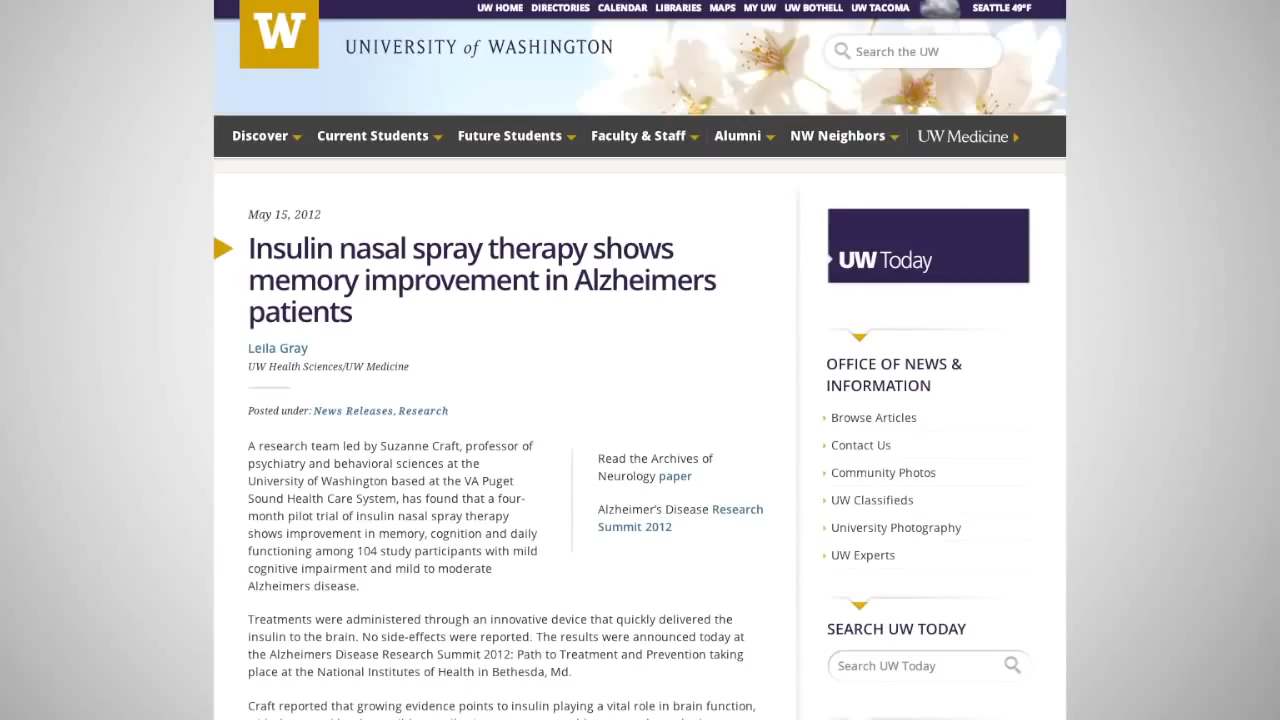 UW HOME DIRECTORIES CALENDAR LIBRARIES MAPS MY UW UW BOTHELL UW TACOMA SEATTLE 49°F
W
UNIVERSITY of WASHINGTON
Search the UW
Discover Current Students Future Students Faculty & Staff Alumni NW Neighbors UW Medicine
May 15, 2012
Insulin nasal spray therapy shows
memory improvement in Alzheimers
patients
Leila Gray
UW Health Sciences/UW Medicine
Posted under: News Releases, Research
A research team led by Suzanne Craft, professor of
psychiatry and behavioral sciences at the
University of Washington based at the VA Puget
Sound Health Care System, has found that a four-
month pilot trial of insulin nasal spray therapy
shows improvement in memory, cognition and daily
functioning among 104 study participants with mild
cognitive impairment and mild to moderate
Alzheimers disease.
Read the Archives of
Neurology paper
Alzheimer's Disease Research
Summit 2012
Treatments were administered through an innovative device that quickly delivered the
insulin to the brain. No side-effects were reported. The results were announced today at
the Alzheimers Disease Research Summit 2012: Path to Treatment and Prevention taking
place at the National Institutes of Health in Bethesda, Md.
Craft reported that growing evidence points to insulin playing a vital role in brain function,
UW Today
OFFICE OF NEWS &
INFORMATION
Browse Articles
Contact Us
Community Photos
UW Classifieds
University Photography
UW Experts
SEARCH UW TODAY
Search UW Today